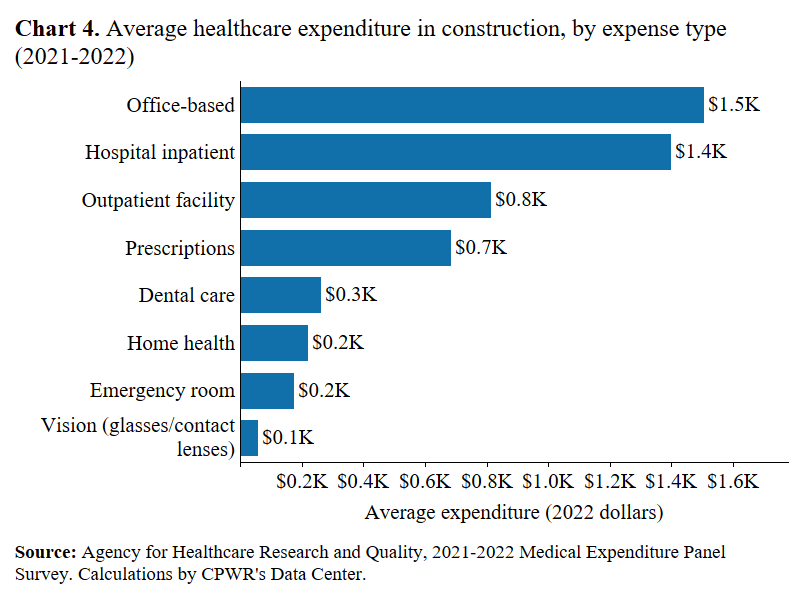 Chart 4. Average healthcare expenditure in construction, by expense type
(2021-2022)
Office-based $1.5K
Hospital inpatient $1.4K
Outpatient facility $0.8K
Prescriptions $0.7K
Dental care $0.3K
Home health $0.2K
Emergency room $0.2K
Vision (glasses/contact
lenses) $0.1K
$0.2K $0.4K $0.6K $0.8K $1.0K $1.2K $1.4K $1.6K
Average expenditure (2022 dollars)
Source: Agency for Healthcare Research and Quality, 2021-2022 Medical Expenditure Panel
Survey. Calculations by CPWR's Data Center.